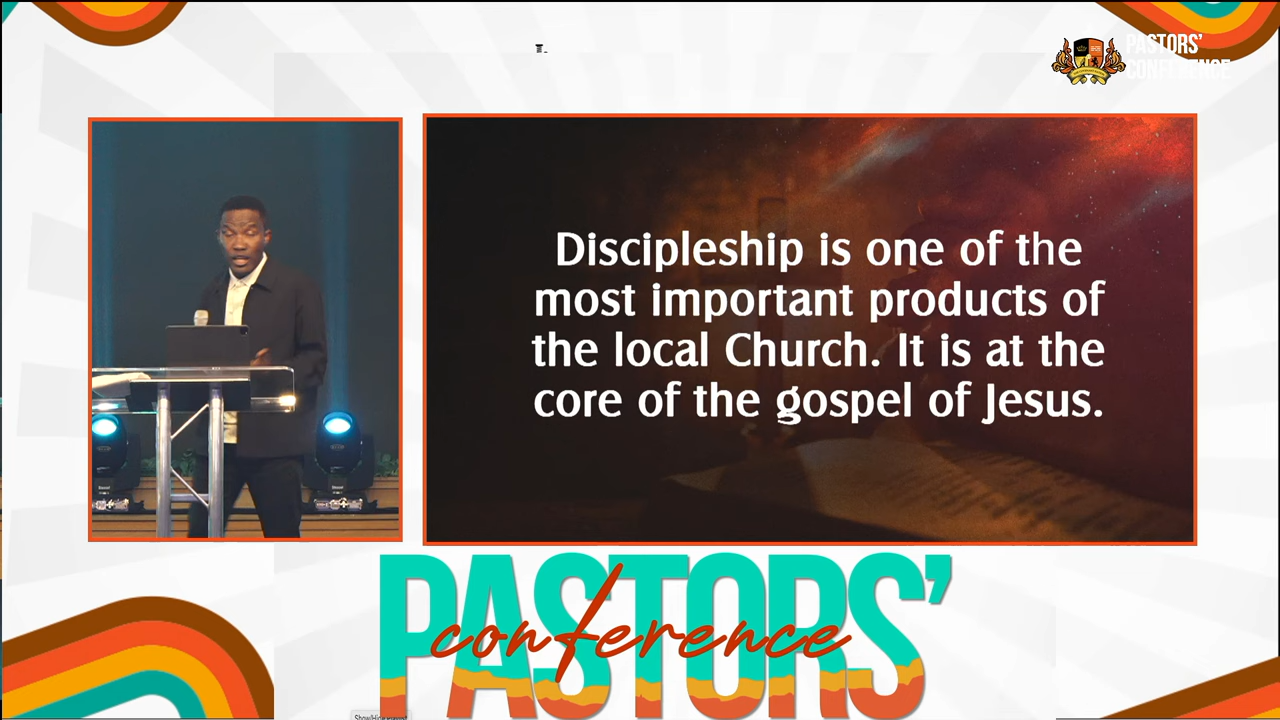 PASTORS'
CONFERENCE
Discipleship is one of the
most important products of
the local Church. It is at the
core of the gospel of Jesus.
PASTORS'
conference